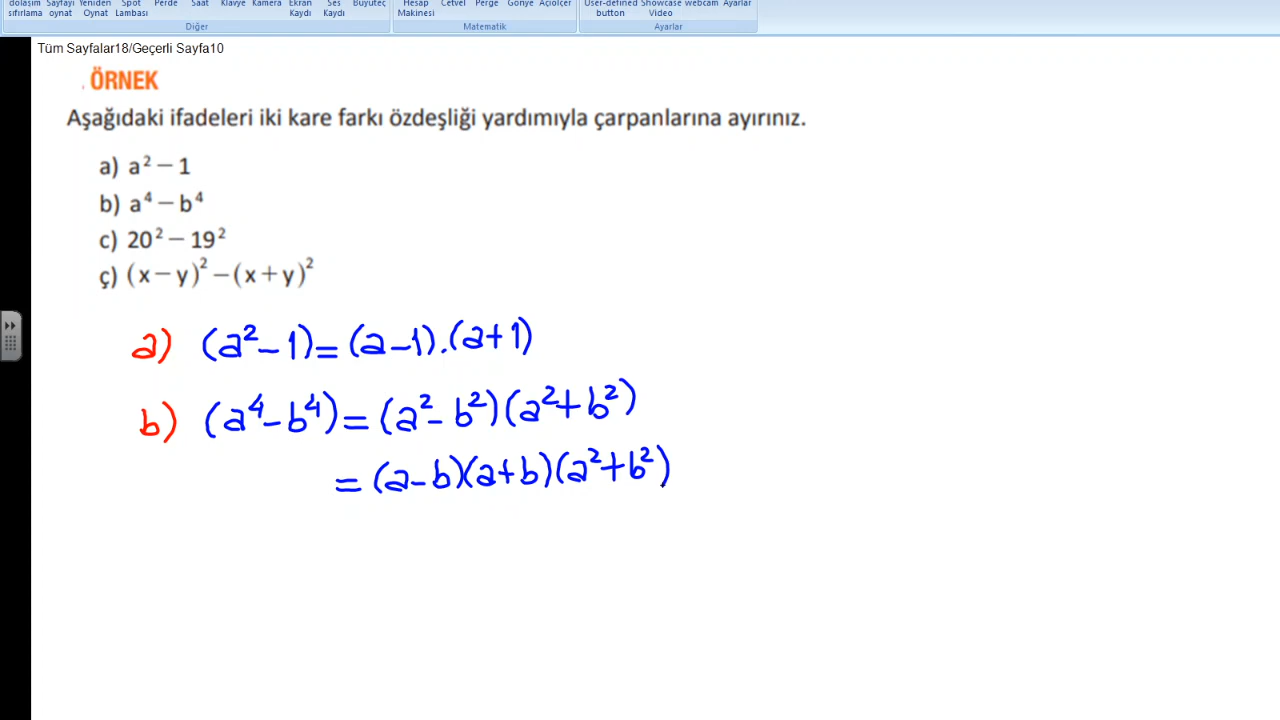 dolaşım Sayfayı Yeniden Spot Perde Saat Klavye Kamera Ekran Ses Büyüteç Hesap Cetvel Perge Gönye Açıölçer User-defined Showcase webcam Ayarlar
sıfırlama oynat Oynat Lambası Kaydı Kaydı Makinesi button Video
Diğer Matematik Ayarlar
Tüm Sayfalar18/Geçerli Sayfa10
ÖRNEK
Aşağıdaki ifadeleri iki kare farkı özdeşliği yardımıyla çarpanlarına ayırınız.
a) a² − 1
b) a⁴ − b⁴
c) 20² − 19²
ç) (x − y)² − (x + y)²
a) (a² − 1) = (a − 1).(a + 1)
b) (a⁴ − b⁴) = (a² − b²)(a² + b²)
= (a − b)(a + b)(a² + b²)